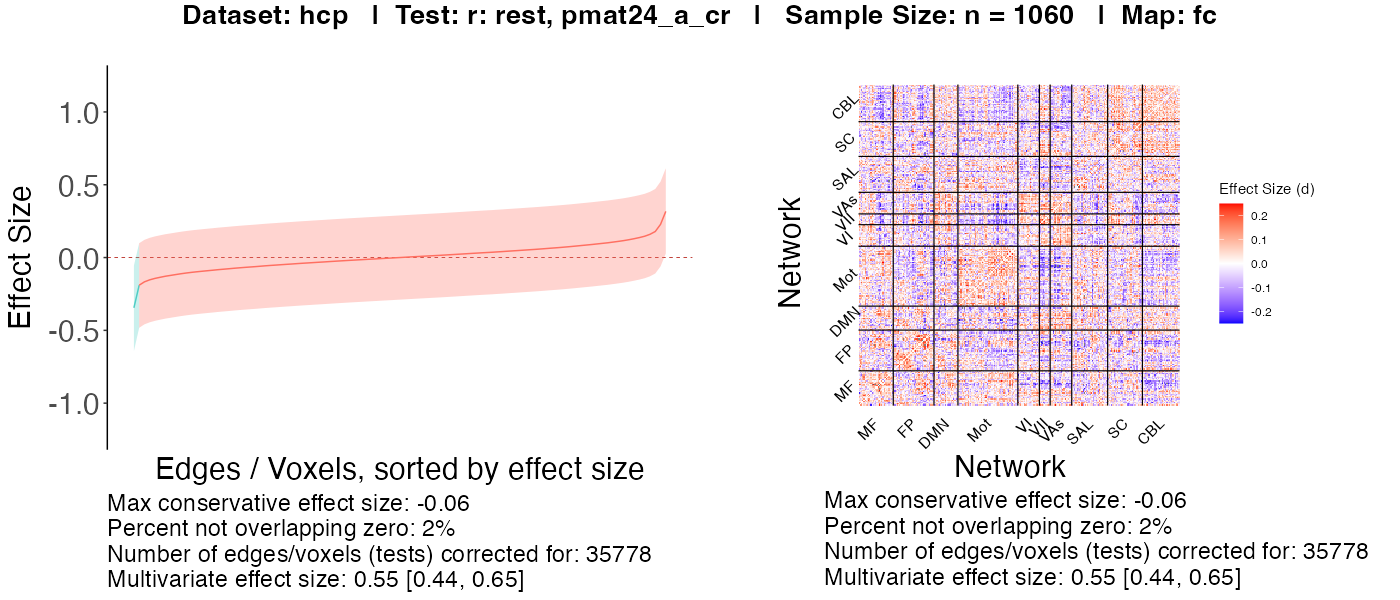 Dataset: hcp | Test: r: rest, pmat24_a_cr | Sample Size: n = 1060 | Map: fc
Effect Size
1.0
0.5
0.0
-0.5
-1.0
Edges / Voxels, sorted by effect size
Max conservative effect size: -0.06
Percent not overlapping zero: 2%
Number of edges/voxels (tests) corrected for: 35778
Multivariate effect size: 0.55 [0.44, 0.65]
Network
CBL
SC
SAL
VAs
VII
VI
Mot
DMN
FP
MF
MF
FP
DMN
Mot
VI
VII
VAs
SAL
SC
CBL
Network
Effect Size (d)
0.2
0.1
0.0
-0.1
-0.2
Max conservative effect size: -0.06
Percent not overlapping zero: 2%
Number of edges/voxels (tests) corrected for: 35778
Multivariate effect size: 0.55 [0.44, 0.65]